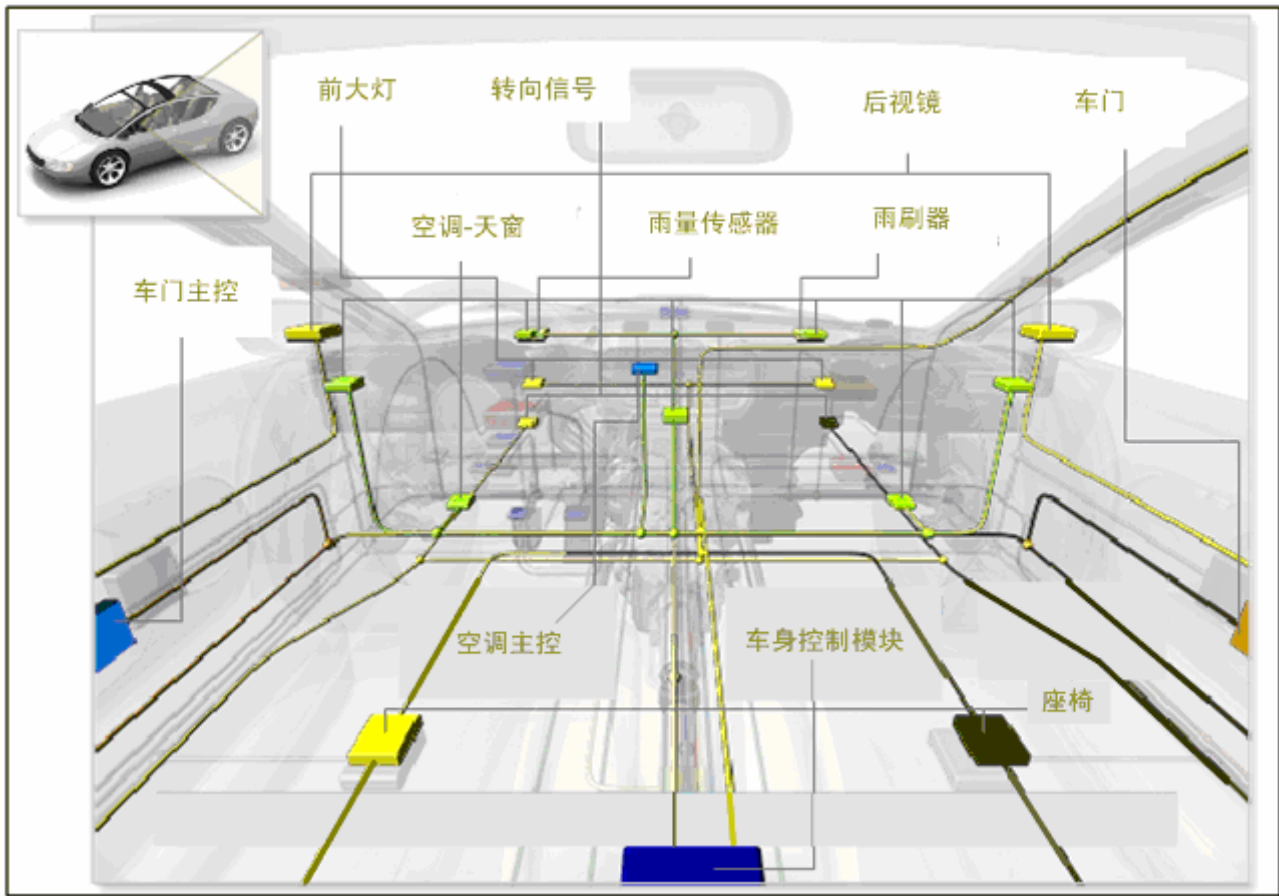 前大灯
转向信号
后视镜
车门
空调-天窗
雨量传感器
雨刷器
车门主控
空调主控
车身控制模块
座椅